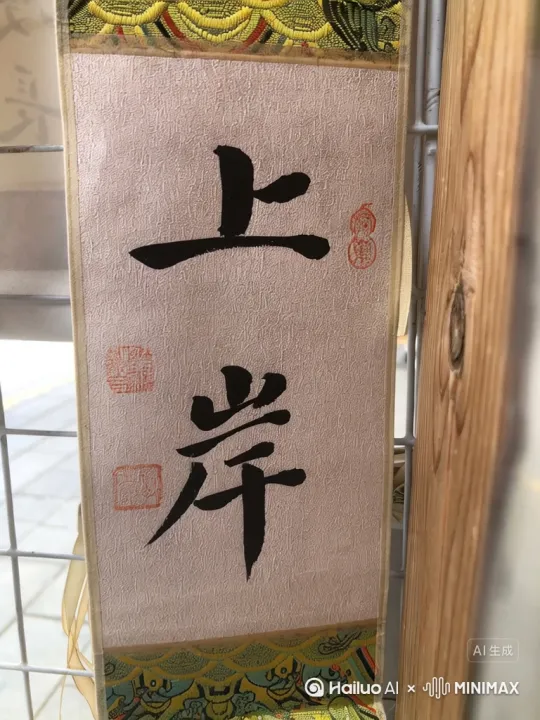 上
岸
AI生成
Hailuo AI × MINIMAX